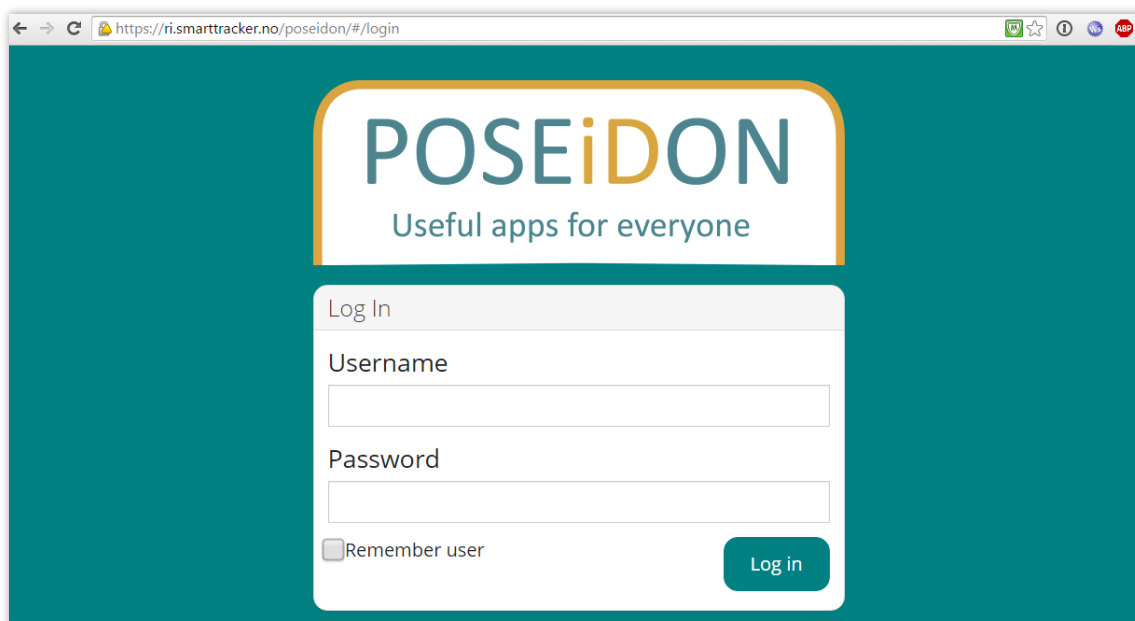 https://ri.smarttracker.no/poseidon/#/login
ABP
POSEiDON
Useful apps for everyone
Log In
Username
Password
Remember user
Log in